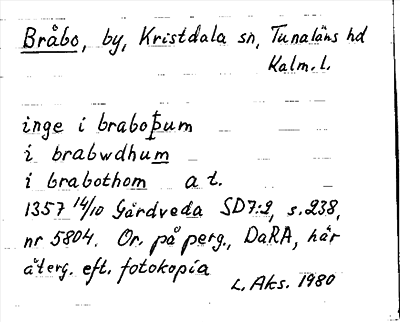 Bråbo, by, Kristdala sn, Tunaläns hd
Kalm. l.
inge i braboþum
i brabwdhum
i brabothom a t.
1357 14/10 Gårdveda SD7:2, s. 238,
nr 5804. Or. på perg., DaRA, här
återg. eft. fotokopia
L. Aks. 1980